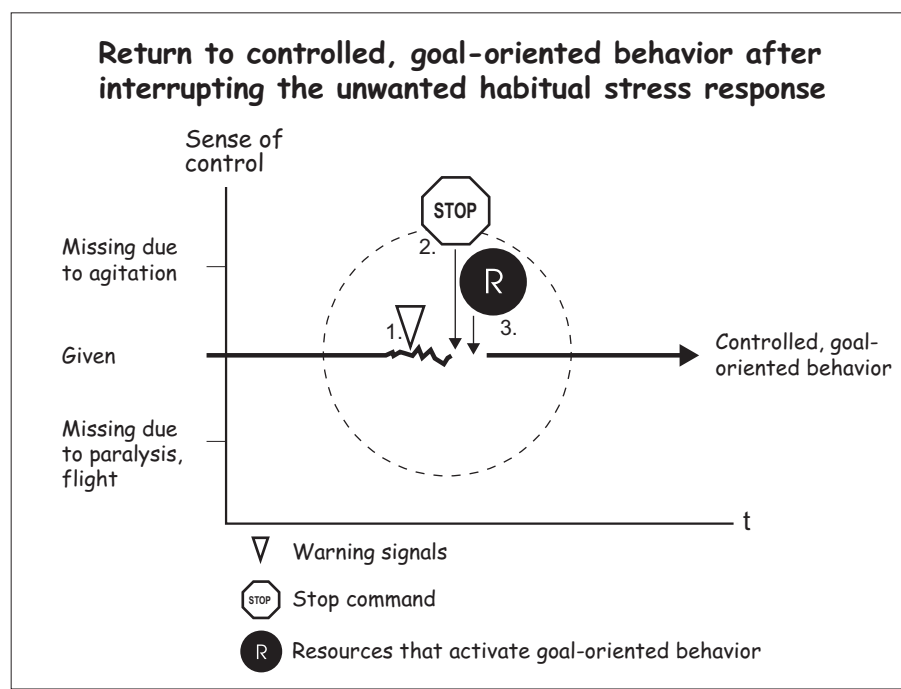 Return to controlled, goal-oriented behavior after
interrupting the unwanted habitual stress response
Sense of
control
STOP
2.
Missing due
to agitation
R
1.
3.
Given
Controlled, goal-
oriented behavior
Missing due
to paralysis,
flight
t
Warning signals
STOP
Stop command
R
Resources that activate goal-oriented behavior